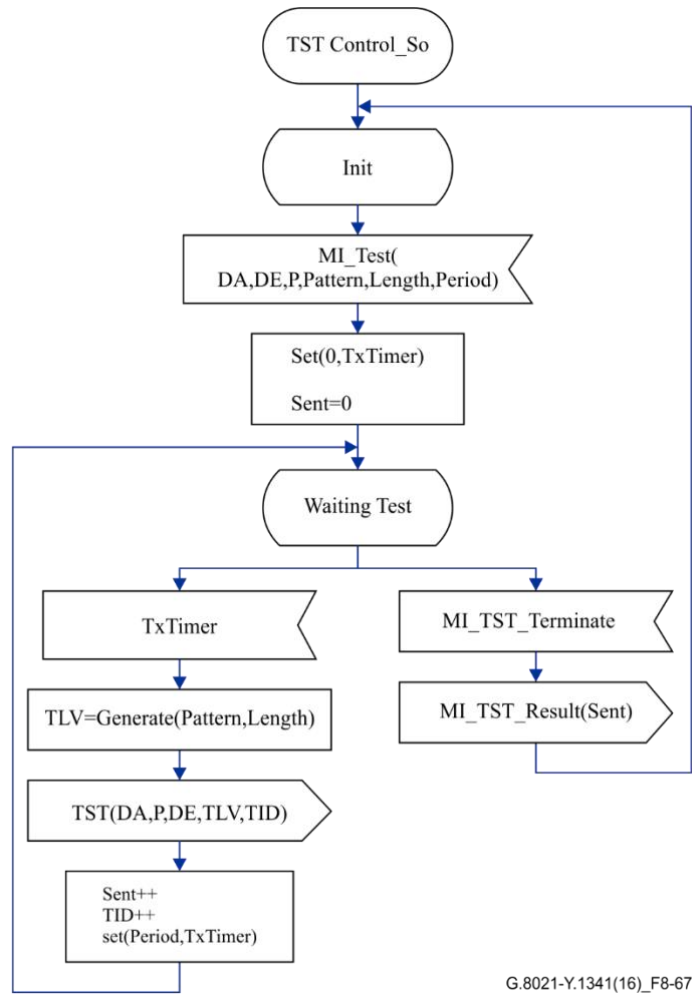 TST Control_So
Init
MI_Test(
DA,DE,P,Pattern,Length,Period)
Set(0,TxTimer)
Sent=0
Waiting Test
TxTimer
TLV=Generate(Pattern,Length)
TST(DA,P,DE,TLV,TID)
Sent++
TID++
set(Period,TxTimer)
MI_TST_Terminate
MI_TST_Result(Sent)
G.8021-Y.1341(16)_F8-67